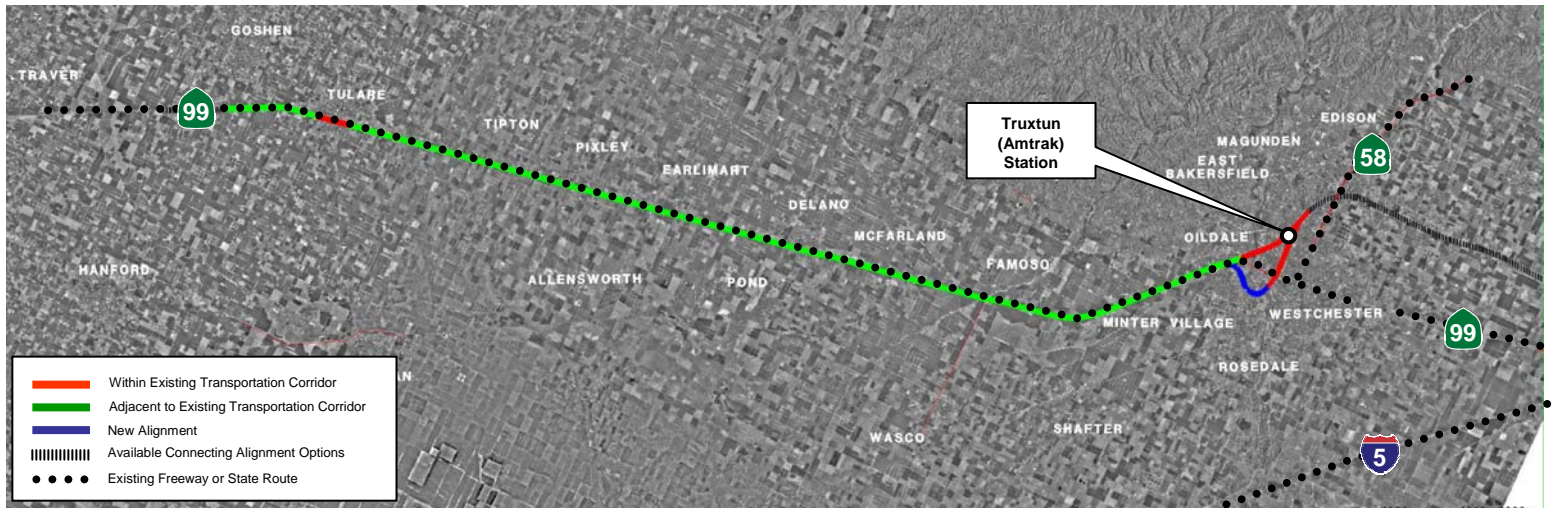 GOSHEN
TRAVER
TULARE
99
TIPTON
PIXLEY
EARLIMART
DELANO
MCFARLAND
HANFORD
ALLENSWORTH
POND
FAMOSO
Truxtun
(Amtrak)
Station
EDISON
MAGUNDEN
58
EAST
BAKERSFIELD
OILDALE
MINTER VILLAGE
WESTCHESTER
99
ROSEDALE
WASCO
SHAFTER
5
AN
Within Existing Transportation Corridor
Adjacent to Existing Transportation Corridor
New Alignment
Available Connecting Alignment Options
Existing Freeway or State Route